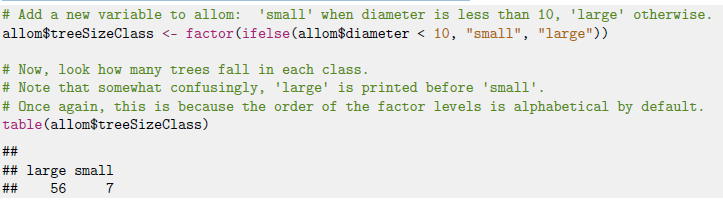 # Add a new variable to allom: 'small' when diameter is less than 10, 'large' otherwise.
allom$treeSizeClass <- factor(ifelse(allom$diameter < 10, "small", "large"))
# Now, look how many trees fall in each class.
# Note that somewhat confusingly, 'large' is printed before 'small'.
# Once again, this is because the order of the factor levels is alphabetical by default.
table(allom$treeSizeClass)
##
## large small
##    56     7